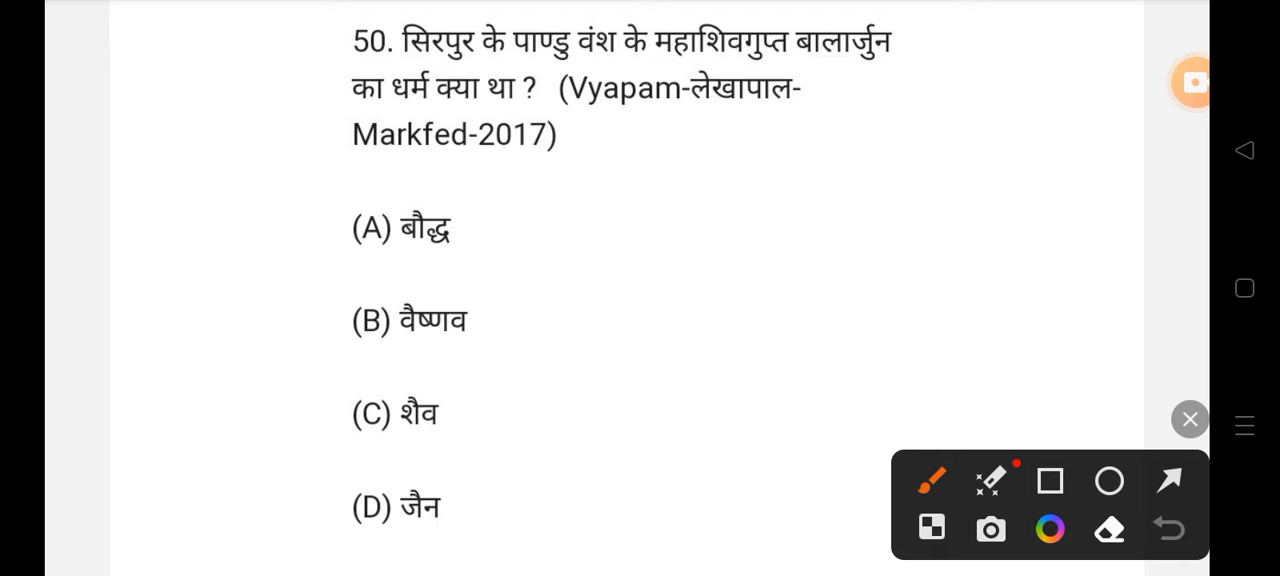 50. सिरपुर के पाण्डु वंश के महाशिवगुप्त बालार्जुन
का धर्म क्या था ? (Vyapam-लेखापाल-
Markfed-2017)
(A) बौद्ध
(B) वैष्णव
(C) शैव
(D) जैन